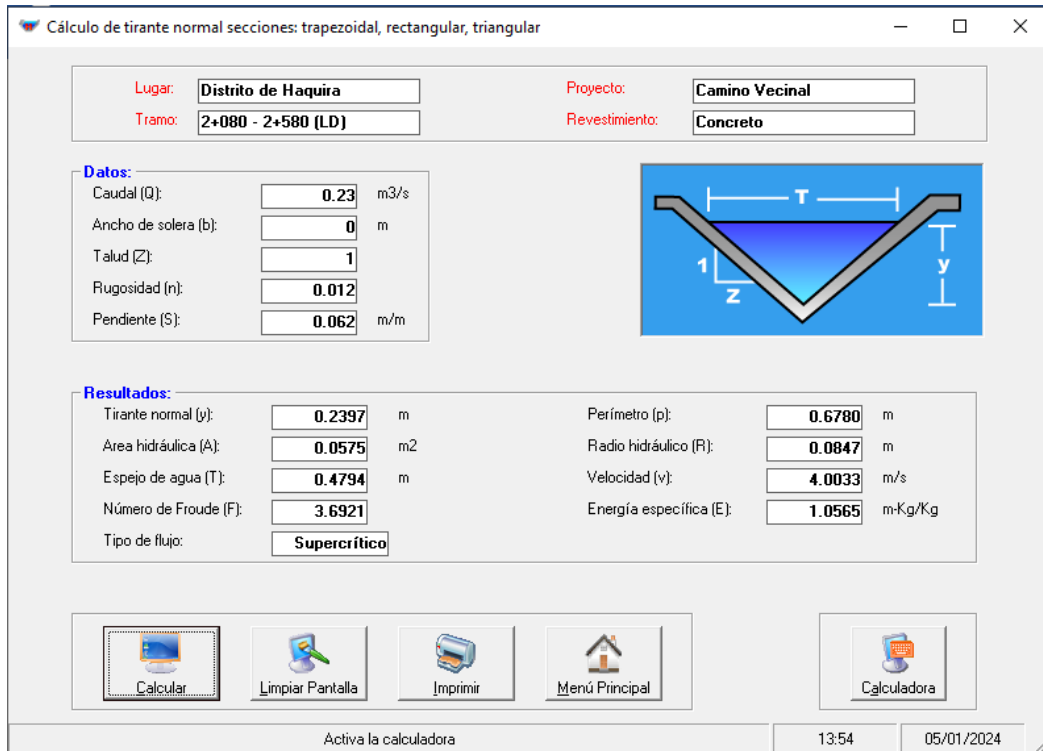 Cálculo de tirante normal secciones: trapezoidal, rectangular, triangular
Lugar: Distrito de Haquira Proyecto: Camino Vecinal
Tramo: 2+080 - 2+580 (LD) Revestimiento: Concreto
Datos:
Caudal (Q): 0.23 m3/s
Ancho de solera (b): 0 m
Talud (Z): 1
Rugosidad (n): 0.012
Pendiente (S): 0.062 m/m
T
1
Z
y
Resultados:
Tirante normal (y): 0.2397 m Perímetro (p): 0.6780 m
Area hidráulica (A): 0.0575 m2 Radio hidráulico (R): 0.0847 m
Espejo de agua (T): 0.4794 m Velocidad (v): 4.0033 m/s
Número de Froude (F): 3.6921 Energía específica (E): 1.0565 m-Kg/Kg
Tipo de flujo: Supercrítico
Calcular Limpiar Pantalla Imprimir Menú Principal Calculadora
Activa la calculadora 13:54 05/01/2024